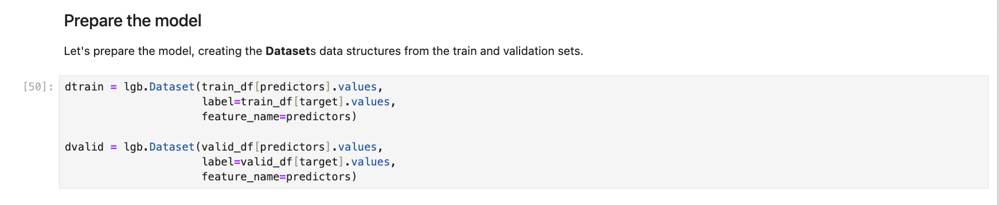 Prepare the model
Let's prepare the model, creating the Datasets data structures from the train and validation sets.
[50]:
dtrain = lgb.Dataset(train_df[predictors].values,
label=train_df[target].values,
feature_name=predictors)
dvalid = lgb.Dataset(valid_df[predictors].values,
label=valid_df[target].values,
feature_name=predictors)